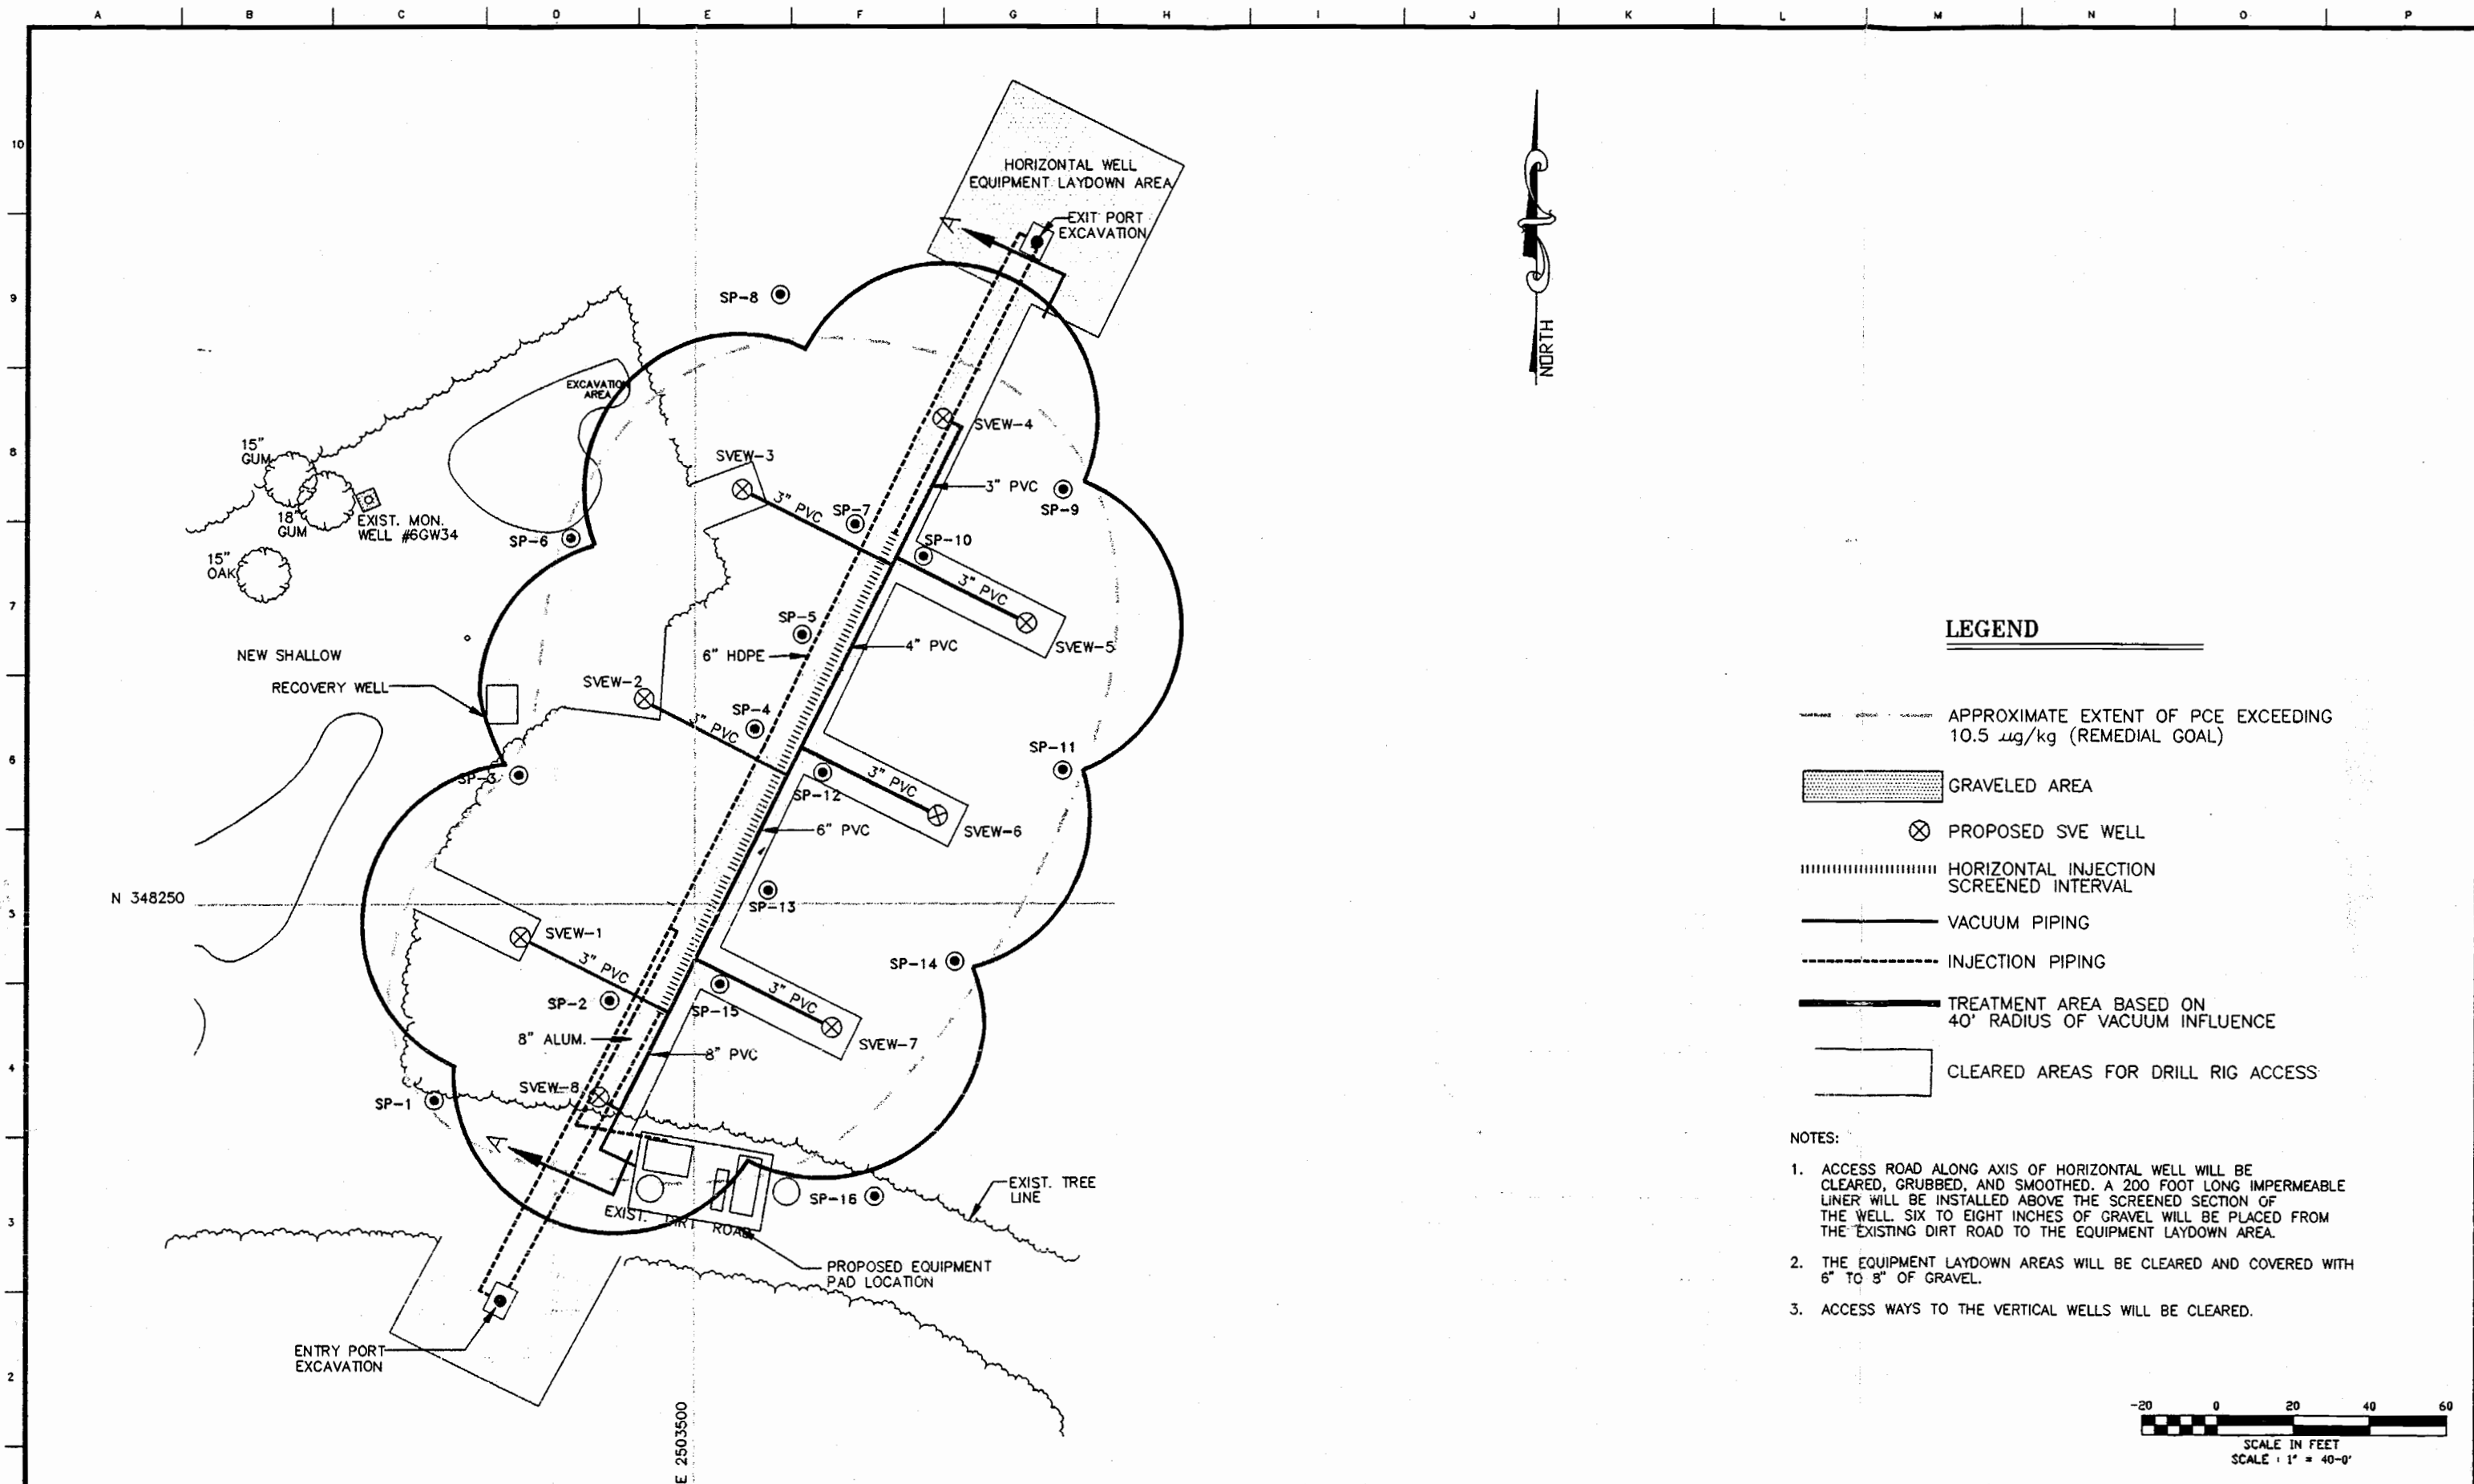 A B C D E F G H I J K L M N O P
10
9
8
7
6
5
4
3
2
HORIZONTAL WELL
EQUIPMENT LAYDOWN AREA
A
EXIT PORT
EXCAVATION
NORTH
SP-8
EXCAVATION
AREA
SVEW-4
15"
GUM
SVEW-3
3" PVC
3" PVC
SP-7
SP-9
18"
GUM
EXIST. MON.
WELL #6GW34
SP-6
SP-10
15"
OAK
3" PVC
SP-5
SVEW-5
4" PVC
6" HDPE
NEW SHALLOW
RECOVERY WELL
SVEW-2
SP-4
3" PVC
SP-11
SP-3
3" PVC
SP-12
6" PVC
SVEW-6
N 348250
SP-13
SVEW-1
3" PVC
SP-14
SP-2
3" PVC
SP-15
8" ALUM.
8" PVC
SVEW-7
SVEW-8
SP-1
A
SP-16
EXIST. TREE
LINE
EXIST. DIRT ROAD
PROPOSED EQUIPMENT
PAD LOCATION
ENTRY PORT
EXCAVATION
E 2503500
LEGEND
APPROXIMATE EXTENT OF PCE EXCEEDING
10.5 µg/kg (REMEDIAL GOAL)
GRAVELED AREA
PROPOSED SVE WELL
HORIZONTAL INJECTION
SCREENED INTERVAL
VACUUM PIPING
INJECTION PIPING
TREATMENT AREA BASED ON
40' RADIUS OF VACUUM INFLUENCE
CLEARED AREAS FOR DRILL RIG ACCESS
NOTES:
1. ACCESS ROAD ALONG AXIS OF HORIZONTAL WELL WILL BE
CLEARED, GRUBBED, AND SMOOTHED. A 200 FOOT LONG IMPERMEABLE
LINER WILL BE INSTALLED ABOVE THE SCREENED SECTION OF
THE WELL. SIX TO EIGHT INCHES OF GRAVEL WILL BE PLACED FROM
THE EXISTING DIRT ROAD TO THE EQUIPMENT LAYDOWN AREA.
2. THE EQUIPMENT LAYDOWN AREAS WILL BE CLEARED AND COVERED WITH
6" TO 8" OF GRAVEL.
3. ACCESS WAYS TO THE VERTICAL WELLS WILL BE CLEARED.
-20 0 20 40 60
SCALE IN FEET
SCALE : 1" = 40-0'